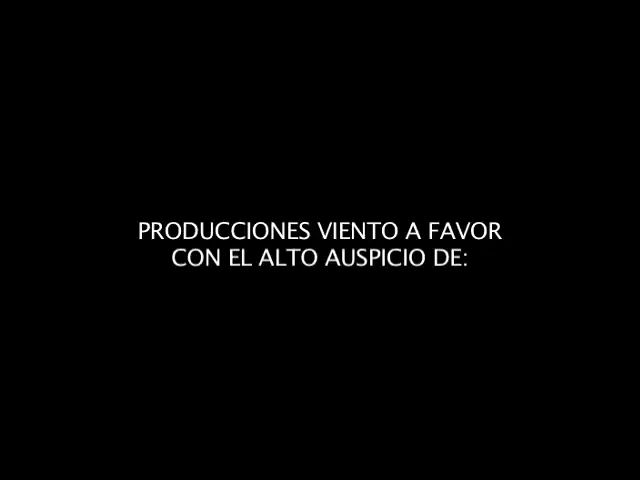 PRODUCCIONES VIENTO A FAVOR
CON EL ALTO AUSPICIO DE: